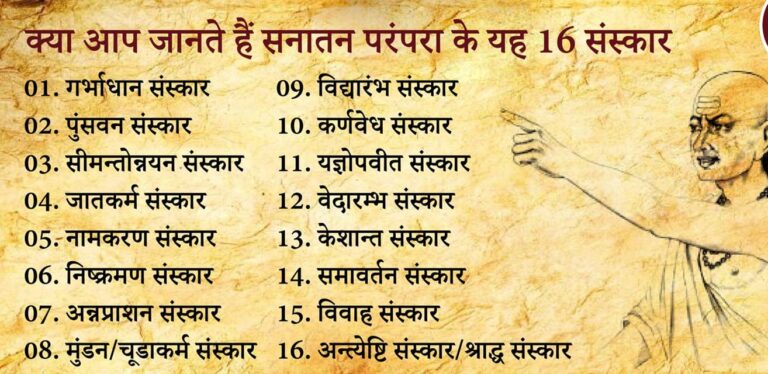 क्या आप जानते हैं सनातन परंपरा के यह 16 संस्कार
01. गर्भाधान संस्कार
02. पुंसवन संस्कार
03. सीमन्तोन्नयन संस्कार
04. जातकर्म संस्कार
05. नामकरण संस्कार
06. निष्क्रमण संस्कार
07. अन्नप्राशन संस्कार
08. मुंडन/चूडाकर्म संस्कार
09. विद्यारंभ संस्कार
10. कर्णवेध संस्कार
11. यज्ञोपवीत संस्कार
12. वेदारम्भ संस्कार
13. केशान्त संस्कार
14. समावर्तन संस्कार
15. विवाह संस्कार
16. अन्त्येष्टि संस्कार/श्राद्ध संस्कार